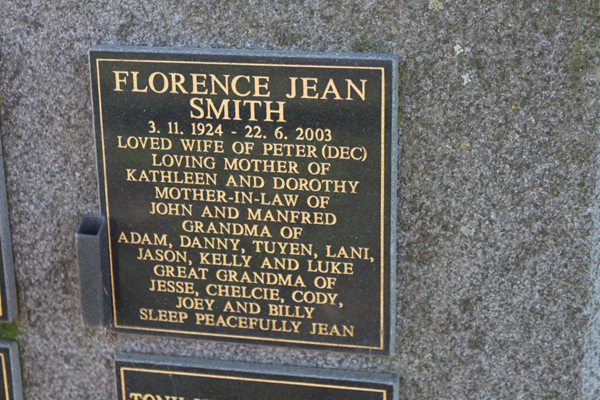 FLORENCE JEAN
SMITH
3. 11. 1924 - 22. 6. 2003
LOVED WIFE OF PETER (DEC)
LOVING MOTHER OF
KATHLEEN AND DOROTHY
MOTHER-IN-LAW OF
JOHN AND MANFRED
GRANDMA OF
ADAM, DANNY, TUYEN, LANI,
JASON, KELLY AND LUKE
GREAT GRANDMA OF
JESSE, CHELCIE, CODY,
JOEY AND BILLY
SLEEP PEACEFULLY JEAN